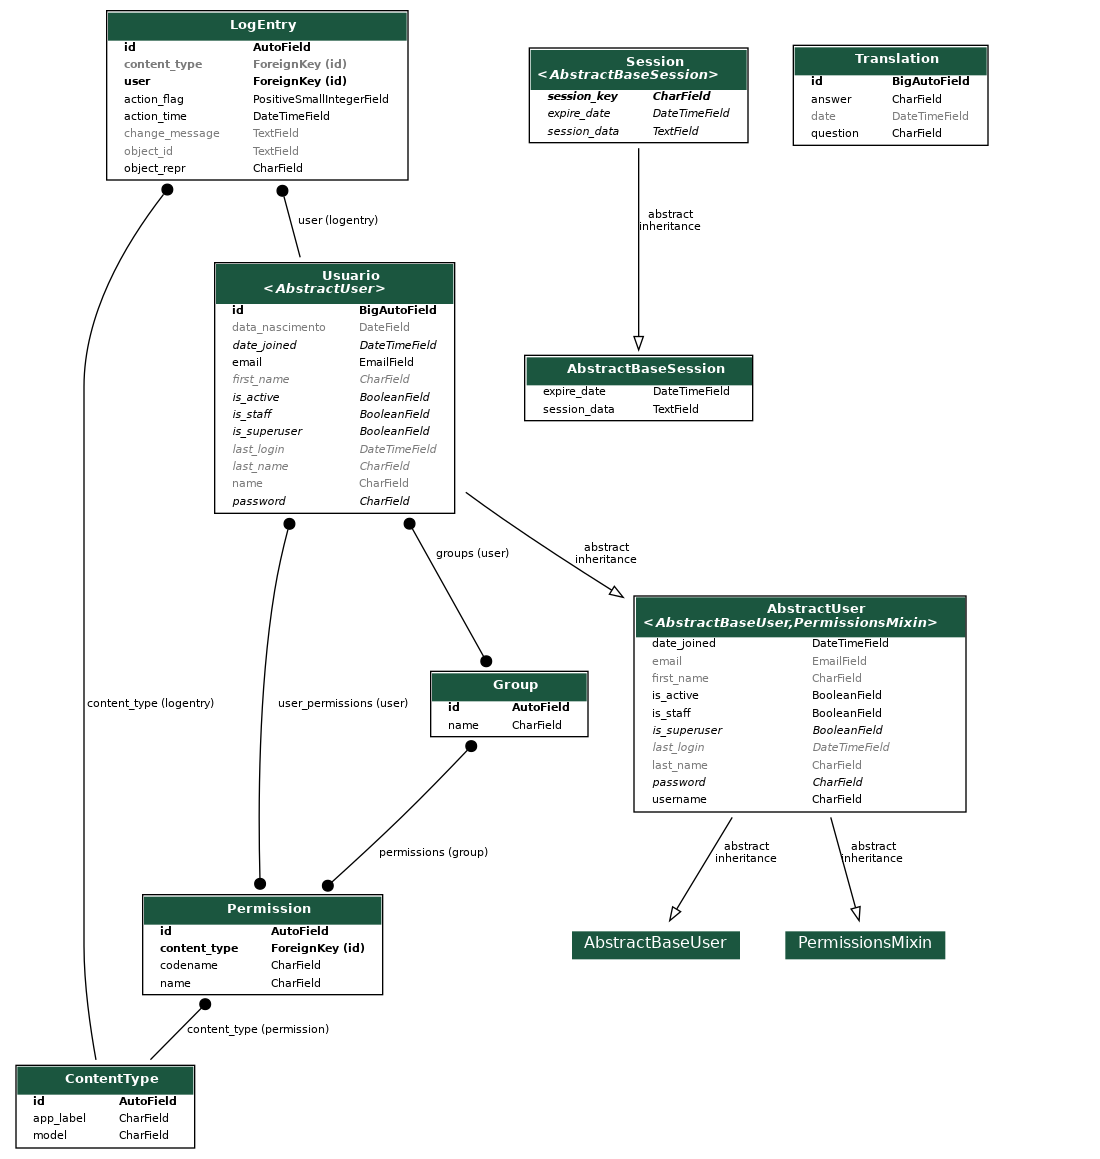 LogEntry
id AutoField
content_type ForeignKey (id)
user ForeignKey (id)
action_flag PositiveSmallIntegerField
action_time DateTimeField
change_message TextField
object_id TextField
object_repr CharField
Session
<AbstractBaseSession>
session_key CharField
expire_date DateTimeField
session_data TextField
Translation
id BigAutoField
answer CharField
date DateTimeField
question CharField
user (logentry)
abstract
inheritance
Usuario
<AbstractUser>
id BigAutoField
data_nascimento DateField
date_joined DateTimeField
email EmailField
first_name CharField
is_active BooleanField
is_staff BooleanField
is_superuser BooleanField
last_login DateTimeField
last_name CharField
name CharField
password CharField
AbstractBaseSession
expire_date DateTimeField
session_data TextField
groups (user)
abstract
inheritance
AbstractUser
<AbstractBaseUser,PermissionsMixin>
date_joined DateTimeField
email EmailField
first_name CharField
is_active BooleanField
is_staff BooleanField
is_superuser BooleanField
last_login DateTimeField
last_name CharField
password CharField
username CharField
content_type (logentry)
user_permissions (user)
Group
id AutoField
name CharField
permissions (group)
abstract
inheritance
abstract
inheritance
Permission
id AutoField
content_type ForeignKey (id)
codename CharField
name CharField
AbstractBaseUser
PermissionsMixin
content_type (permission)
ContentType
id AutoField
app_label CharField
model CharField